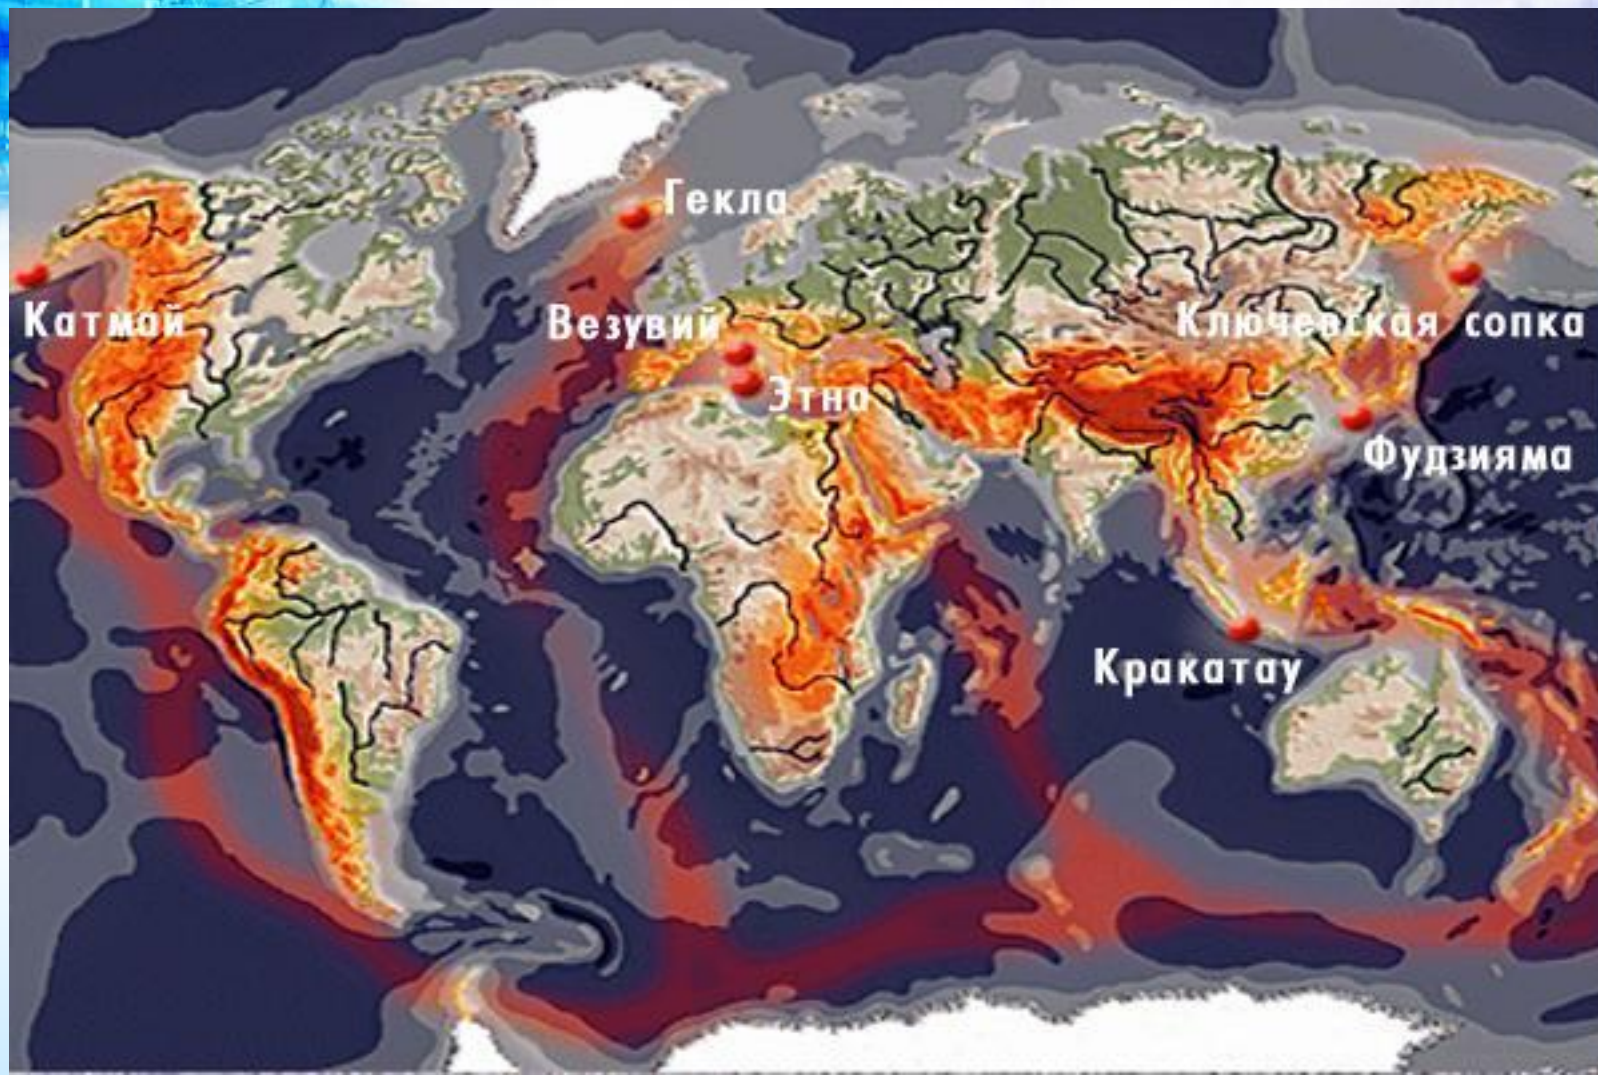 Гекла
Катмай
Везувий
Ключевская сопка
Этна
Фудзияма
Кракатау